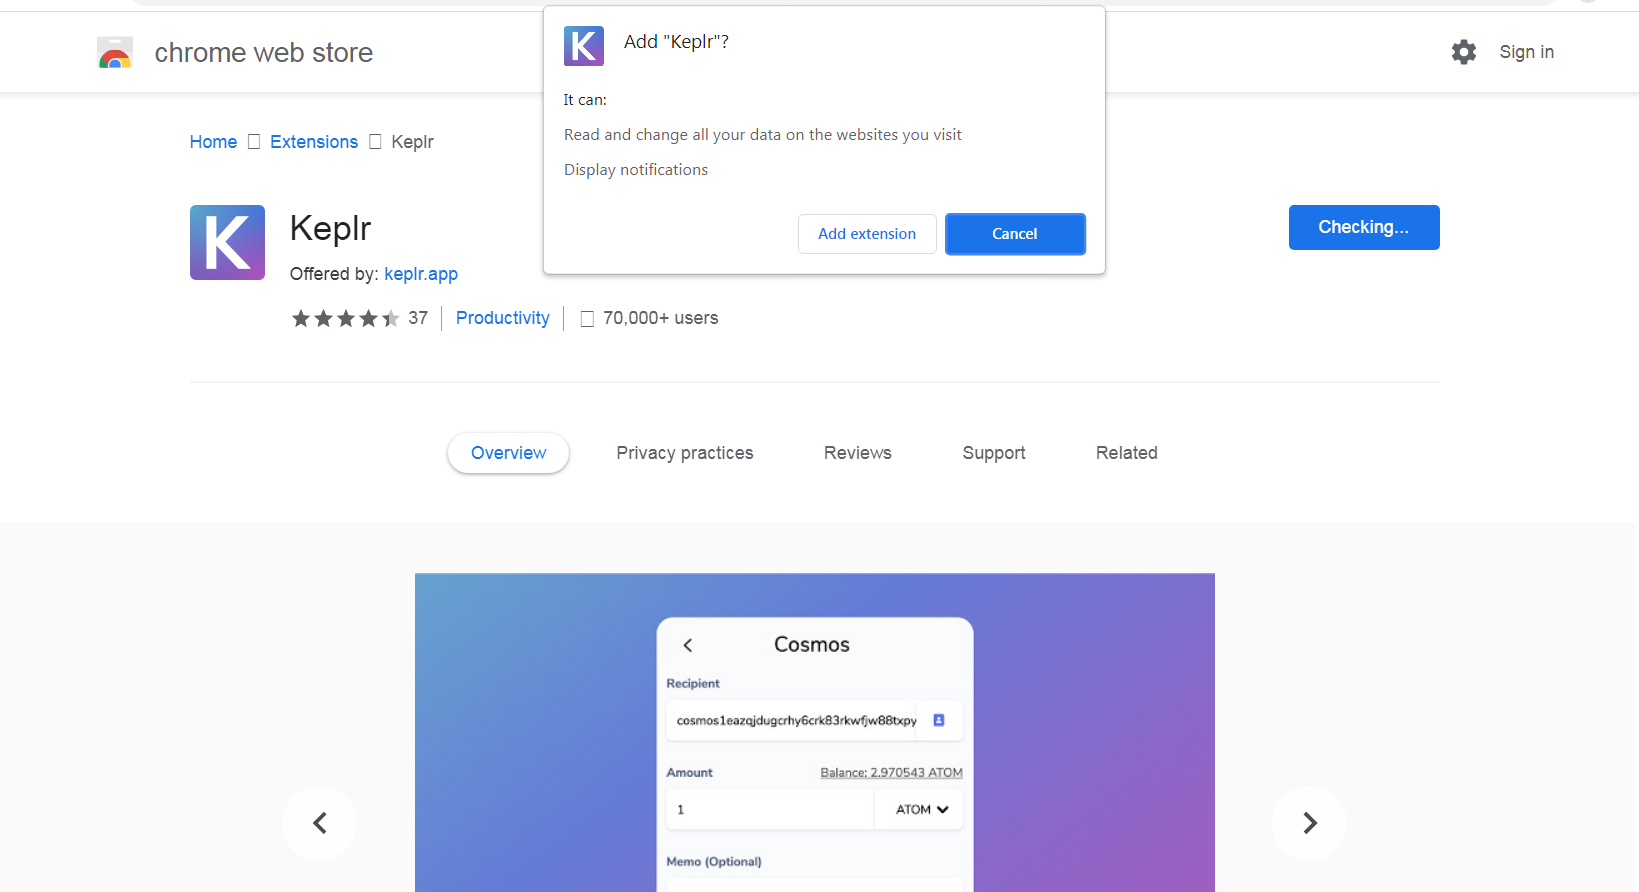 chrome web store
Sign in
Add "Keplr"?
It can:
Read and change all your data on the websites you visit
Display notifications
Add extension
Cancel
Home Extensions Keplr
K
Keplr
Offered by: keplr.app
37 Productivity 70,000+ users
Checking...
Overview Privacy practices Reviews Support Related
Cosmos
Recipient
cosmos1eazqjdugcrhy6crk83rkwfjw88txpy
Amount Balance: 2.970543 ATOM
1 ATOM
Memo (Optional)